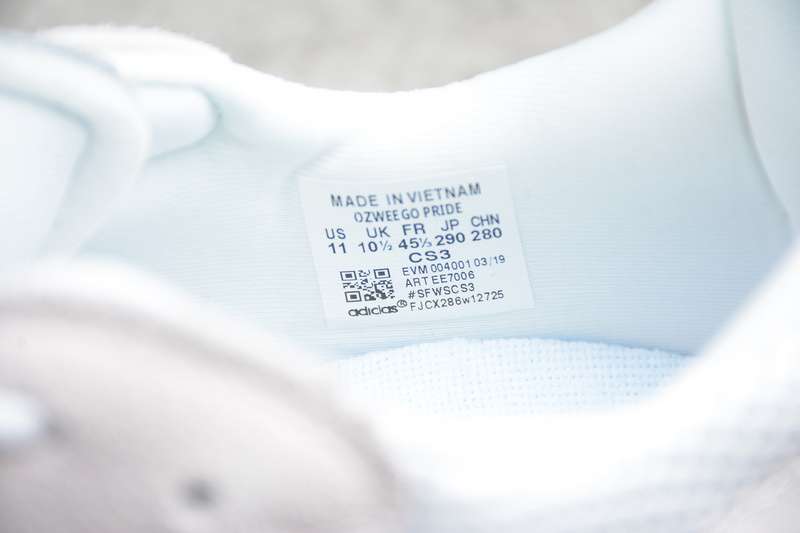 MADE IN VIETNAM
OZWEEGO PRIDE
US UK FR JP CHN
11 10½ 45⅓ 290 280
CS3
EVM 004001 03/19
ART EE7006
#SFWSCS3
adidas® FJCX286w12725